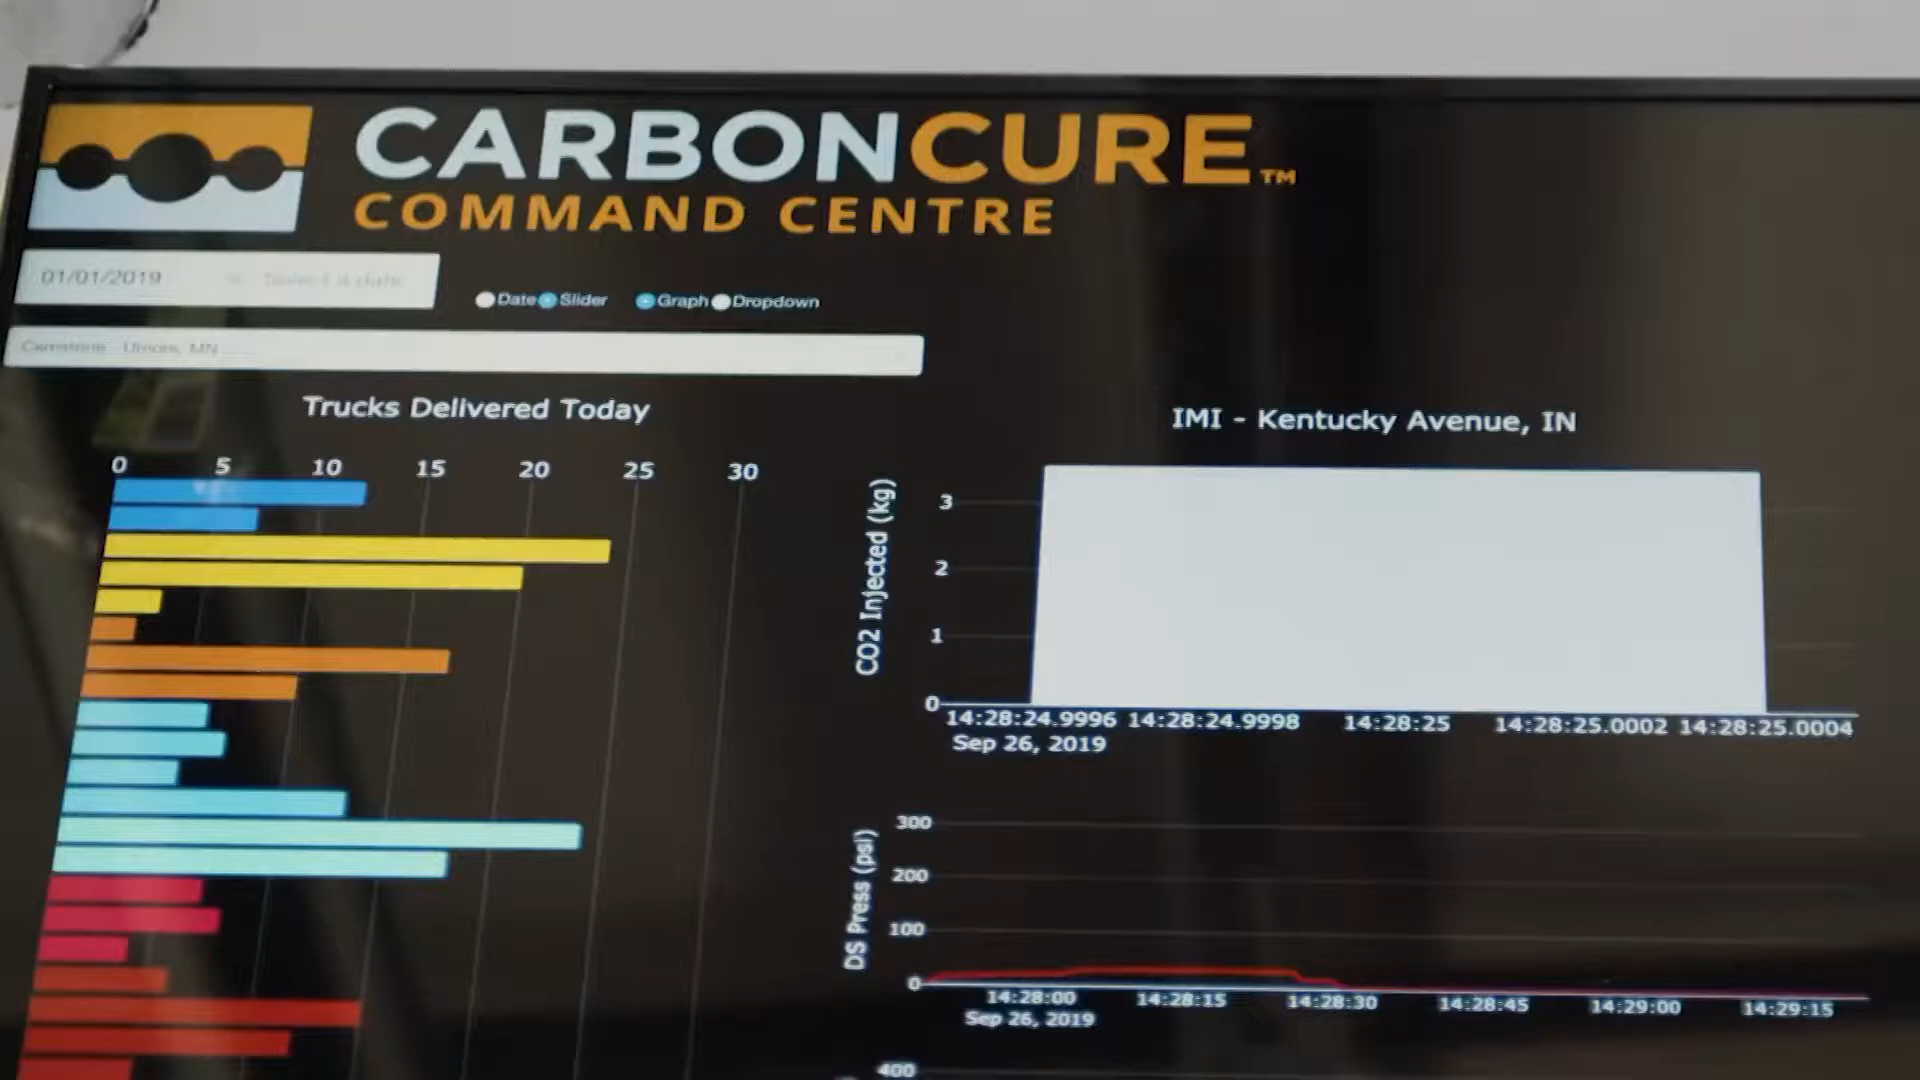 CARBONCURE™
COMMAND CENTRE
01/01/2019 Select a date
Date Slider Graph Dropdown
MN
Trucks Delivered Today
0 5 10 15 20 25 30
IMI - Kentucky Avenue, IN
CO2 Injected (kg)
3
2
1
0
14:28:24.9996 14:28:24.9998 14:28:25 14:28:25.0002 14:28:25.0004
Sep 26, 2019
DS Press (psi)
300
200
100
0
14:28:00 14:28:15 14:28:30 14:28:45 14:29:00 14:29:15
Sep 26, 2019
400